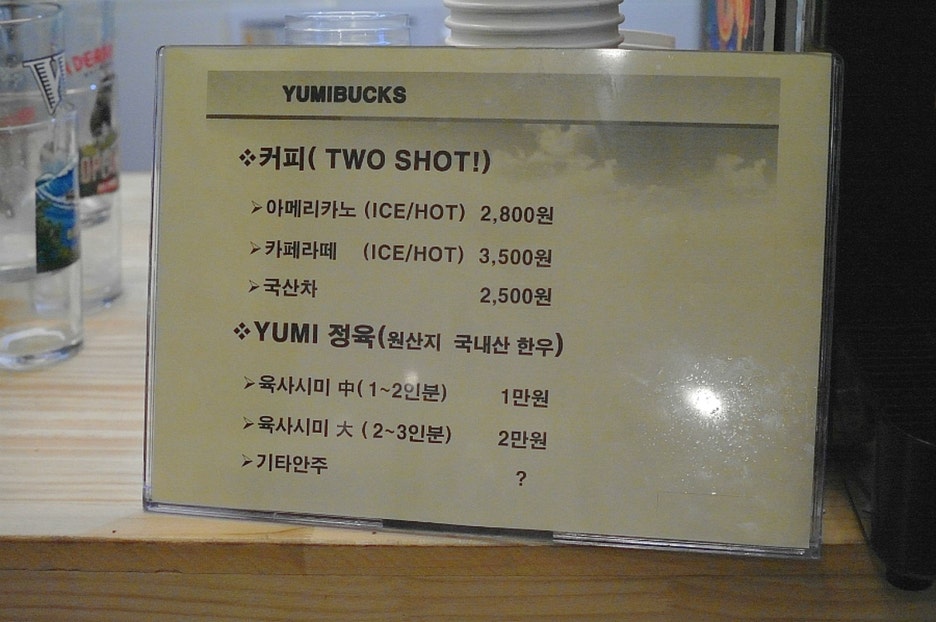 YUMIBUCKS
❖커피( TWO SHOT!)
➢아메리카노 (ICE/HOT) 2,800원
➢카페라떼 (ICE/HOT) 3,500원
➢국산차 2,500원
❖YUMI 정육(원산지 국내산 한우)
➢육사시미 中( 1~2인분) 1만원
➢육사시미 大 ( 2~3인분) 2만원
➢기타안주 ?